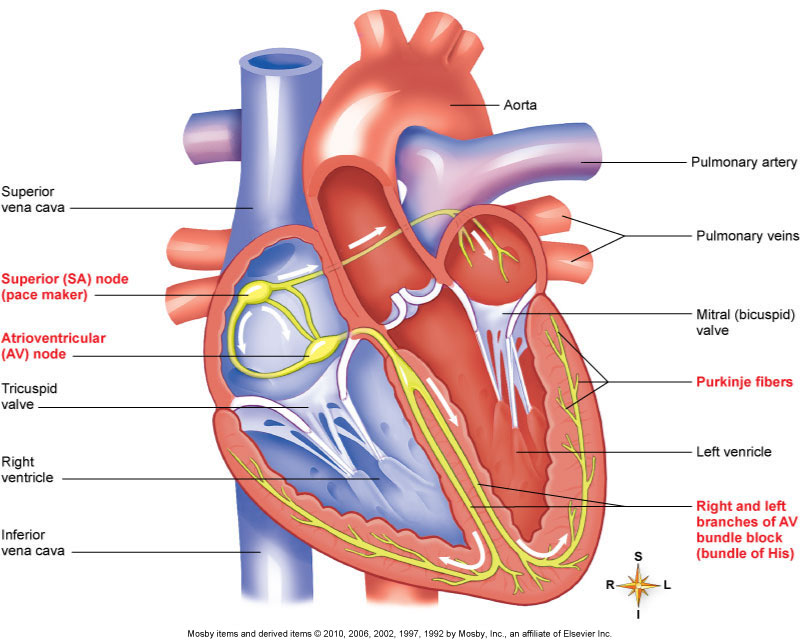 Aorta
Pulmonary artery
Superior
vena cava
Pulmonary veins
Superior (SA) node
(pace maker)
Mitral (bicuspid)
valve
Atrioventricular
(AV) node
Purkinje fibers
Tricuspid
valve
Left venricle
Right
ventricle
Right and left
branches of AV
bundle block
(bundle of His)
Inferior
vena cava
S
R L
I
Mosby items and derived items © 2010, 2006, 2002, 1997, 1992 by Mosby, Inc., an affiliate of Elsevier Inc.